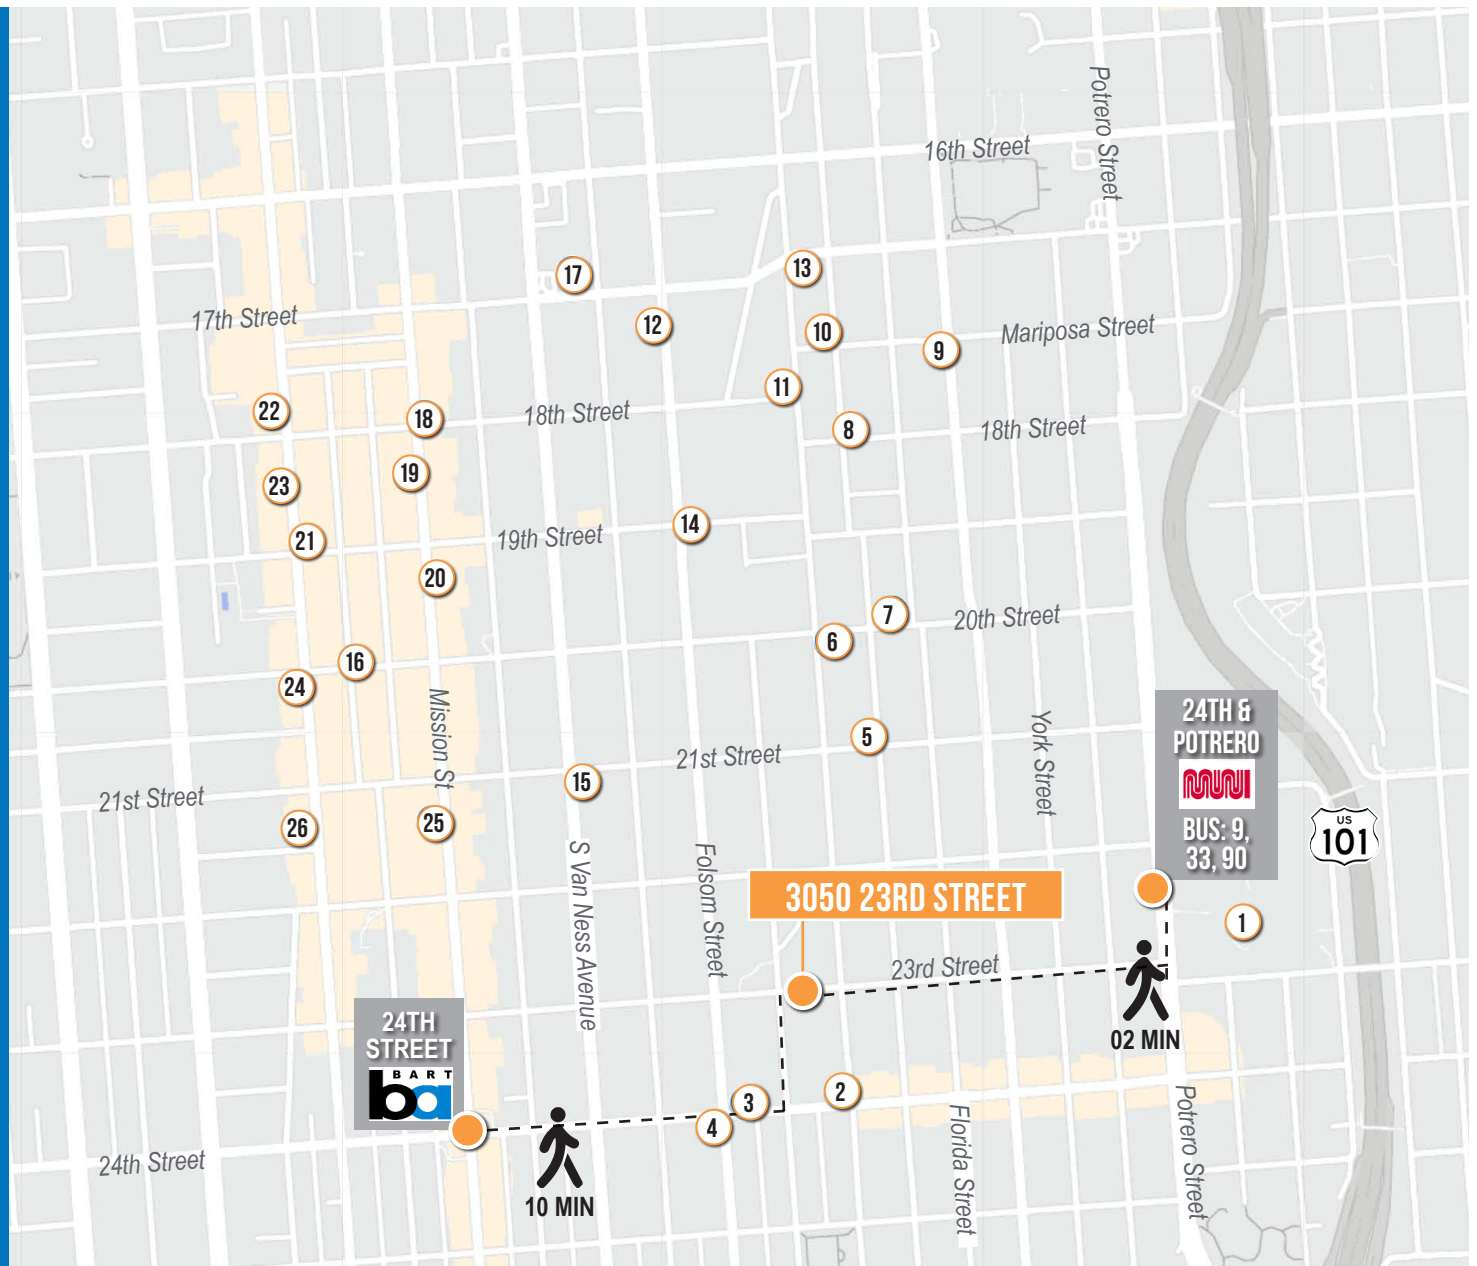 Potrero Street
16th Street
17
13
17th Street
12
10
Mariposa Street
9
11
22
18
18th Street
8
18th Street
19
23
14
21
19th Street
20
7
20th Street
6
16
24
Mission St
York Street
24TH &
POTRERO
MUNI
BUS: 9,
33, 90
5
21st Street
15
21st Street
26
25
US
101
S Van Ness Avenue
Folsom Street
3050 23RD STREET
1
23rd Street
24TH
STREET
BART
ba
02 MIN
2
3
4
Potrero Street
Florida Street
24th Street
10 MIN